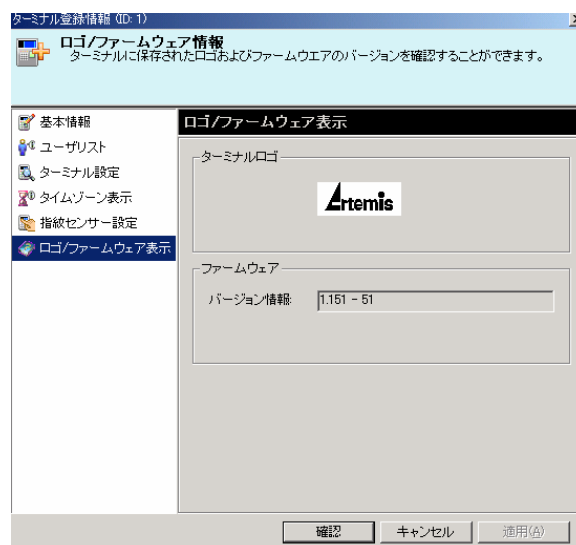 ターミナル登録情報 (ID: 1)
ロゴ/ファームウェア情報
ターミナルに保存されたロゴおよびファームウエアのバージョンを確認することができます。
基本情報
ユーザリスト
ターミナル設定
タイムゾーン表示
指紋センサー設定
ロゴ/ファームウェア表示
ロゴ/ファームウェア表示
ターミナルロゴ
Artemis
ファームウェア
バージョン情報:
1.151 - 51
確認
キャンセル
適用(A)